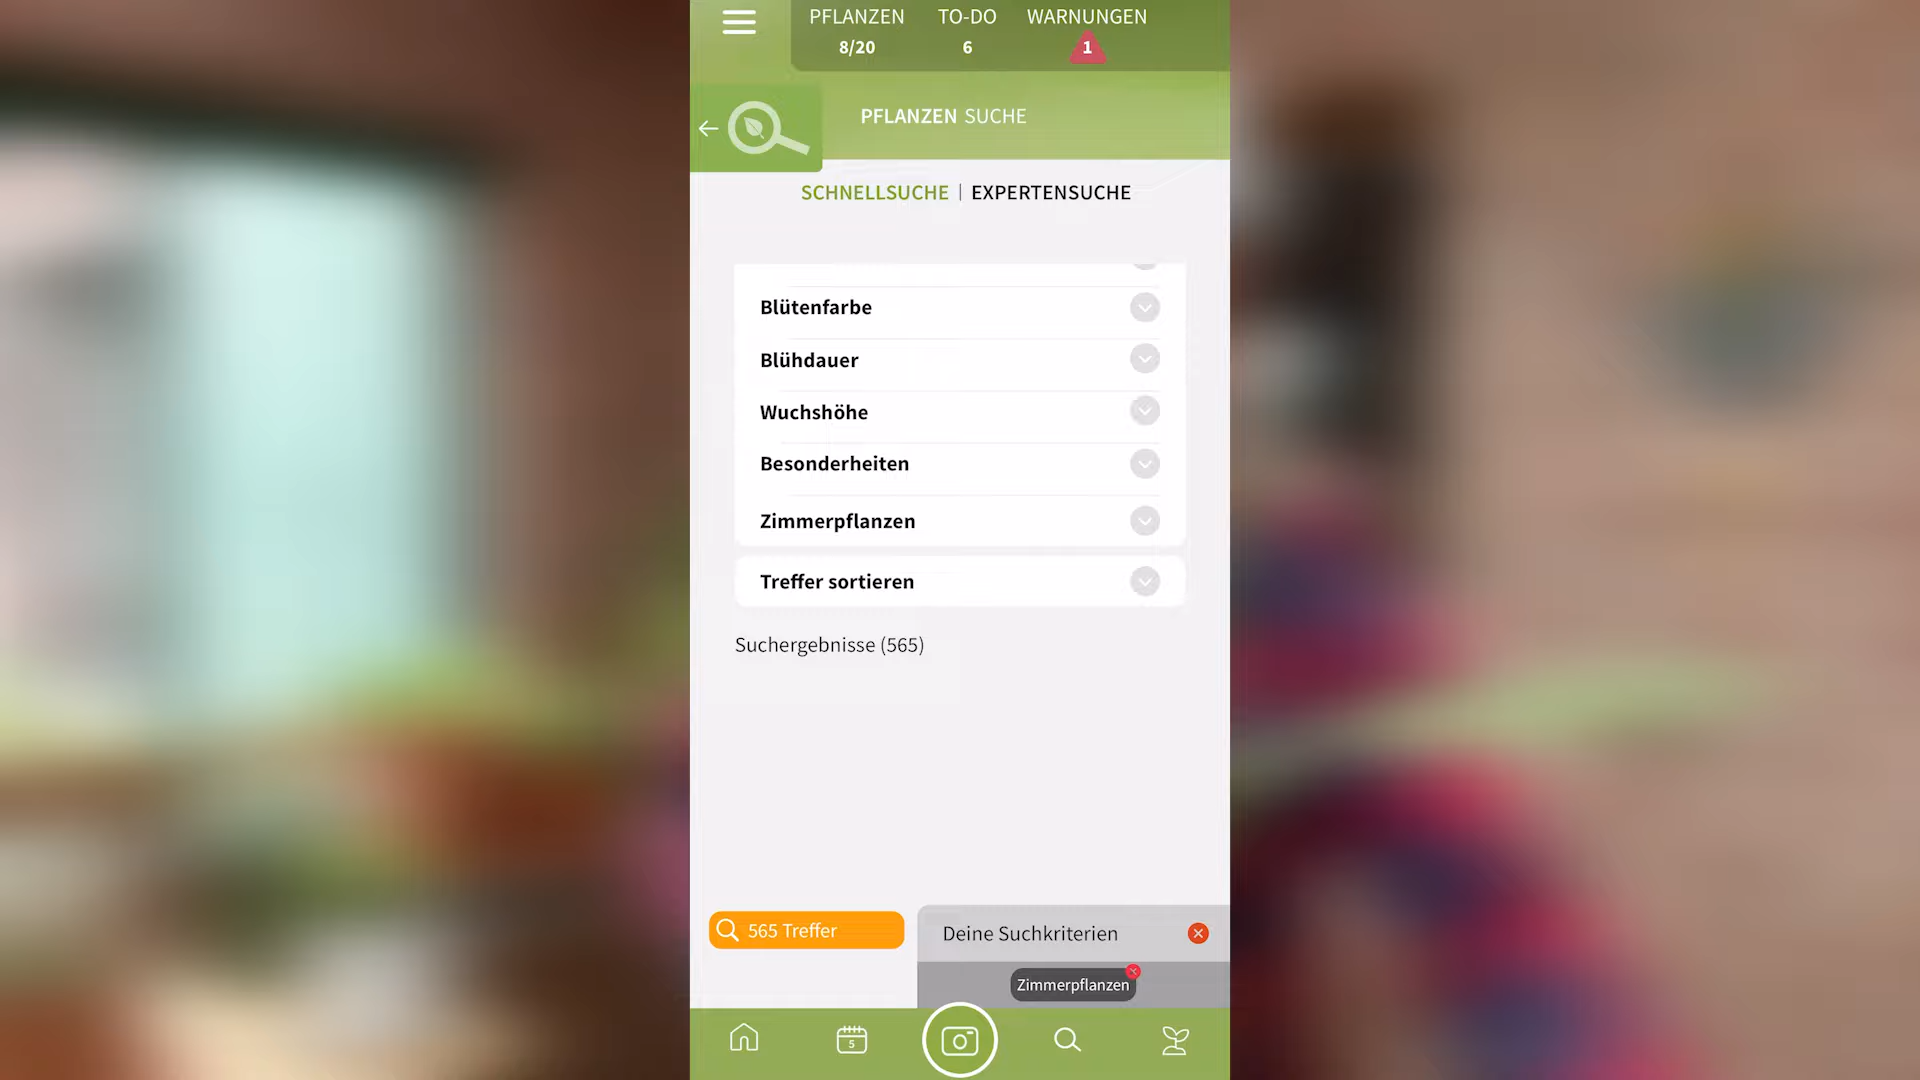 PFLANZEN TO-DO WARNUNGEN
8/20 6 1
PFLANZEN SUCHE
SCHNELLSUCHE | EXPERTENSUCHE
Blütenfarbe
Blühdauer
Wuchshöhe
Besonderheiten
Zimmerpflanzen
Treffer sortieren
Suchergebnisse (565)
565 Treffer
Deine Suchkriterien
Zimmerpflanzen
5